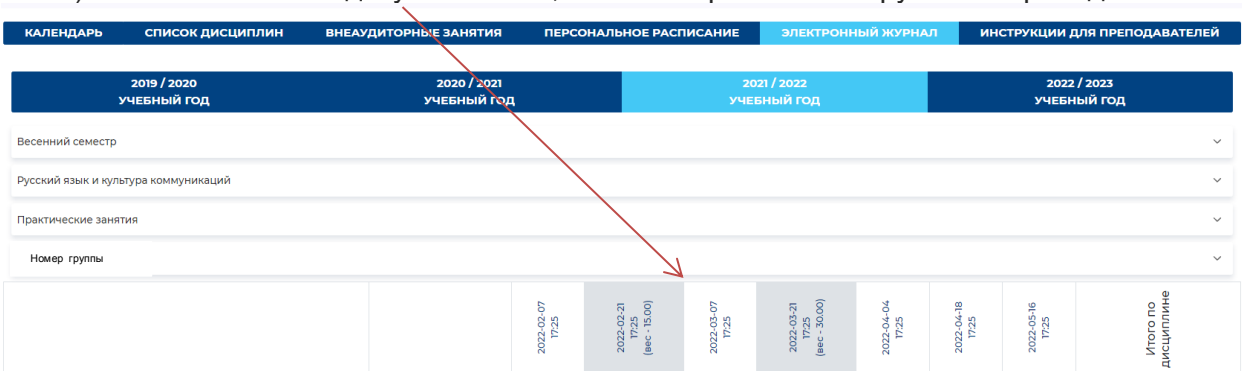 КАЛЕНДАРЬ СПИСОК ДИСЦИПЛИН ВНЕАУДИТОРНЫЕ ЗАНЯТИЯ ПЕРСОНАЛЬНОЕ РАСПИСАНИЕ ЭЛЕКТРОННЫЙ ЖУРНАЛ ИНСТРУКЦИИ ДЛЯ ПРЕПОДАВАТЕЛЕЙ
2019 / 2020
УЧЕБНЫЙ ГОД
2020 / 2021
УЧЕБНЫЙ ГОД
2021 / 2022
УЧЕБНЫЙ ГОД
2022 / 2023
УЧЕБНЫЙ ГОД
Весенний семестр
Русский язык и культура коммуникаций
Практические занятия
Номер группы
2022-02-07
17:25
2022-02-21
17:25
(вес - 15.00)
2022-03-07
17:25
2022-03-21
17:25
(вес - 30.00)
2022-04-04
17:25
2022-04-18
17:25
2022-05-16
17:25
Итого по
дисциплине